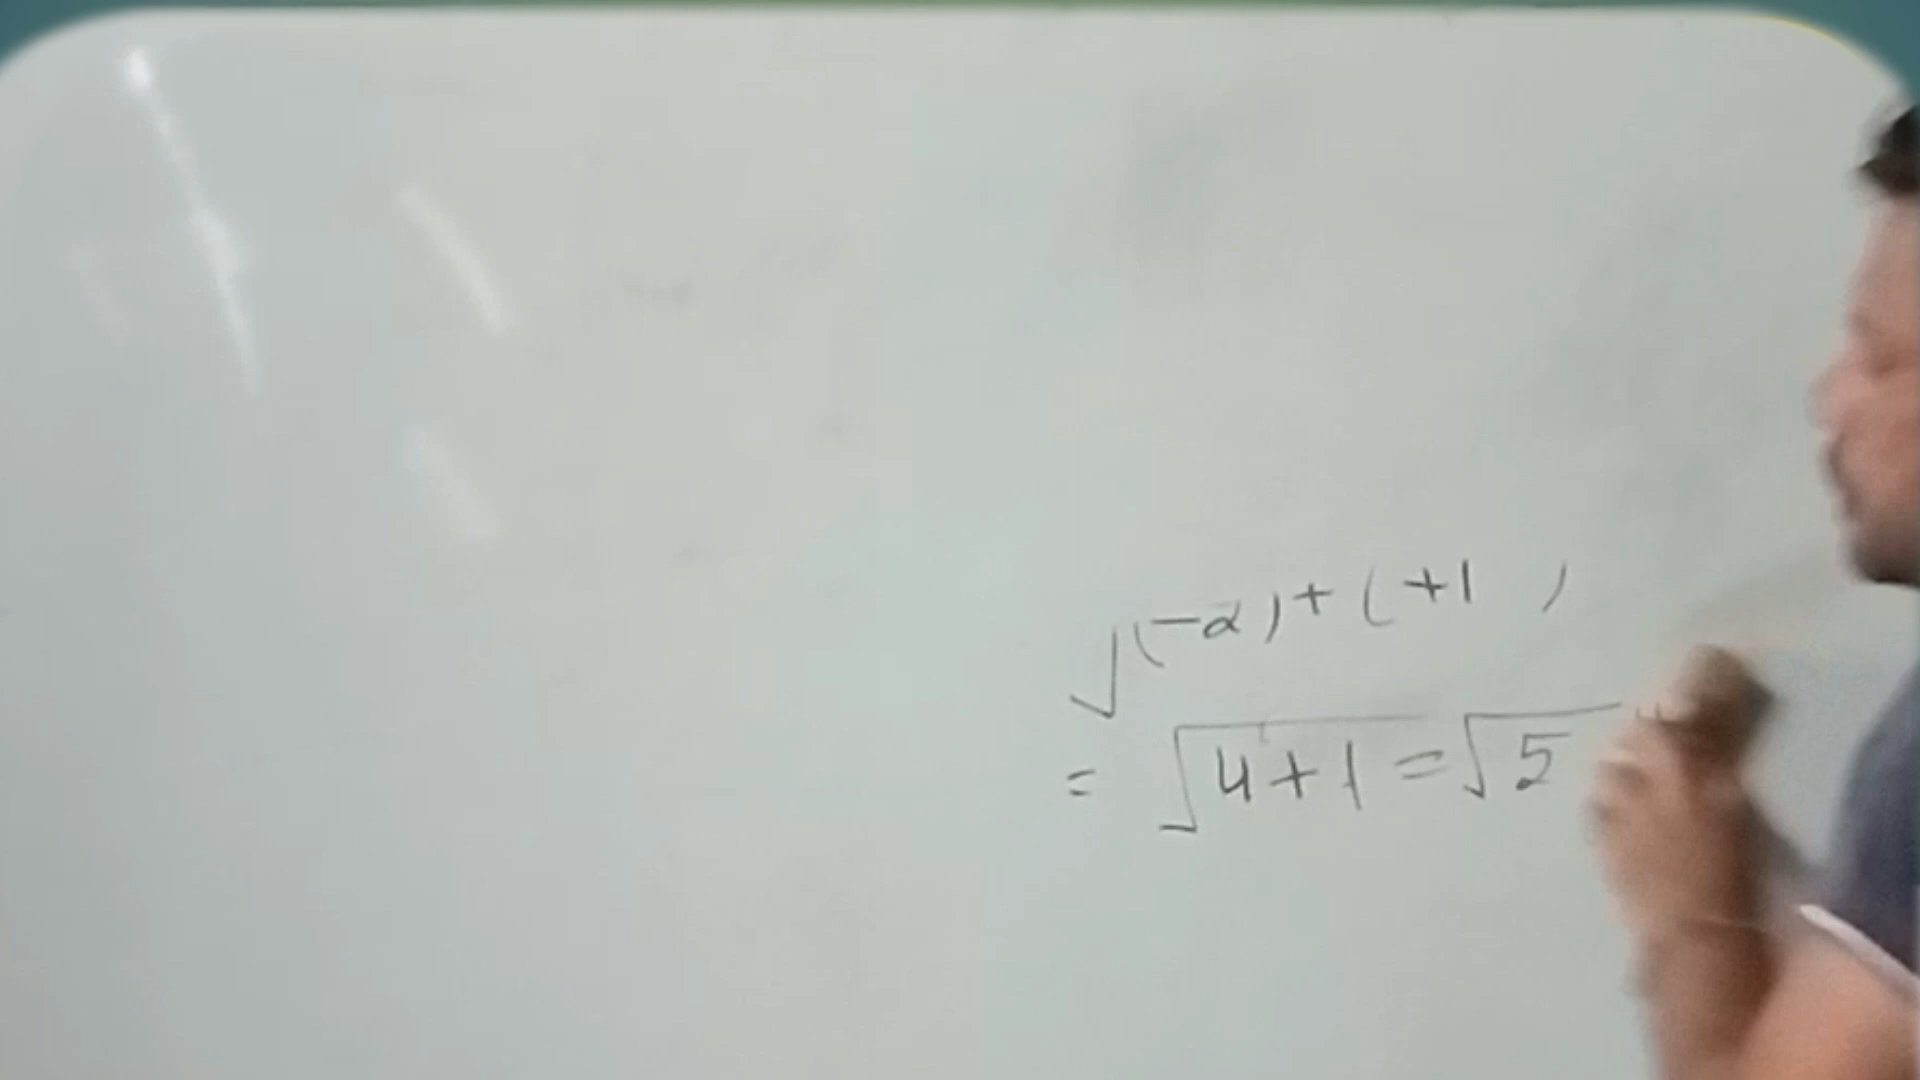 √(-2)+(+1 )
= √4+1 = √5